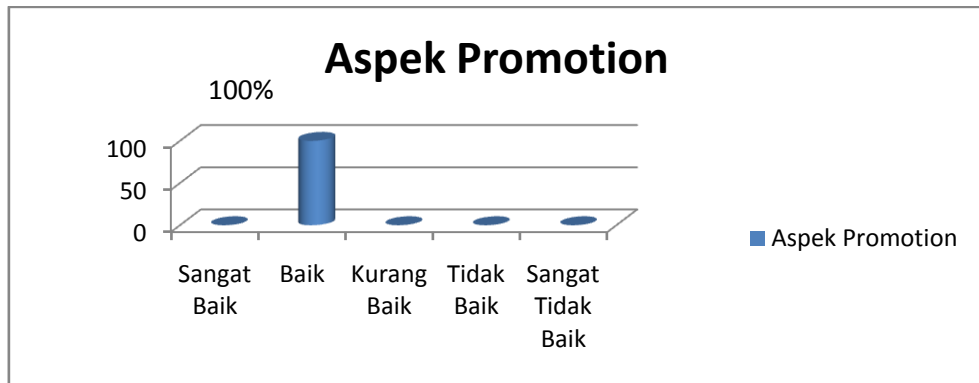 Aspek Promotion
100%
100
50
0
Sangat Baik
Baik
Kurang Baik
Tidak Baik
Sangat Tidak Baik
Aspek Promotion